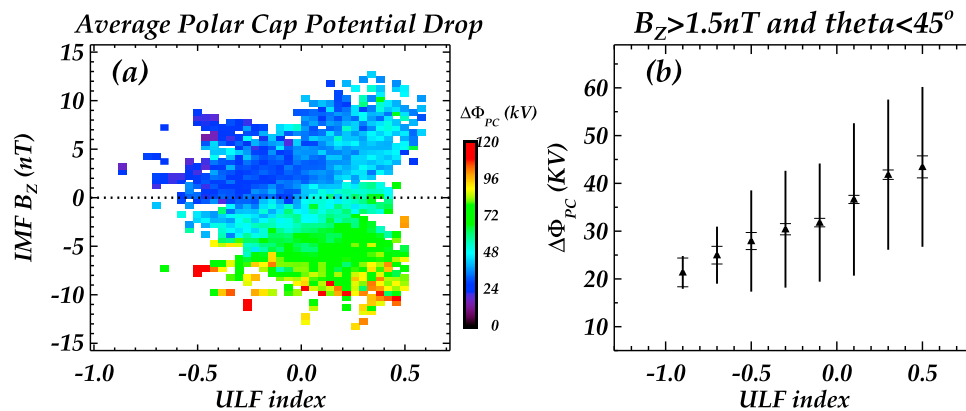 Average Polar Cap Potential Drop
(a)
IMF B_Z (nT)
15
10
5
0
-5
-10
-15
-1.0 -0.5 0.0 0.5
ULF index
ΔΦ_PC (kV)
120
96
72
48
24
0
B_Z>1.5nT and theta<45°
(b)
ΔΦ_PC (KV)
60
50
40
30
20
10
-1.0 -0.5 0.0 0.5
ULF index